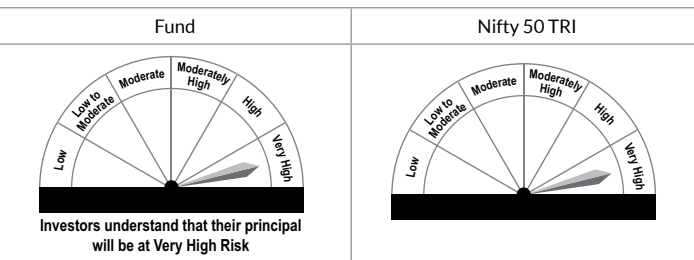 Fund
Nifty 50 TRI
Low
Low to
Moderate
Moderate
Moderately
High
High
Very High
Investors understand that their principal
will be at Very High Risk
Low
Low to
Moderate
Moderate
Moderately
High
High
Very High